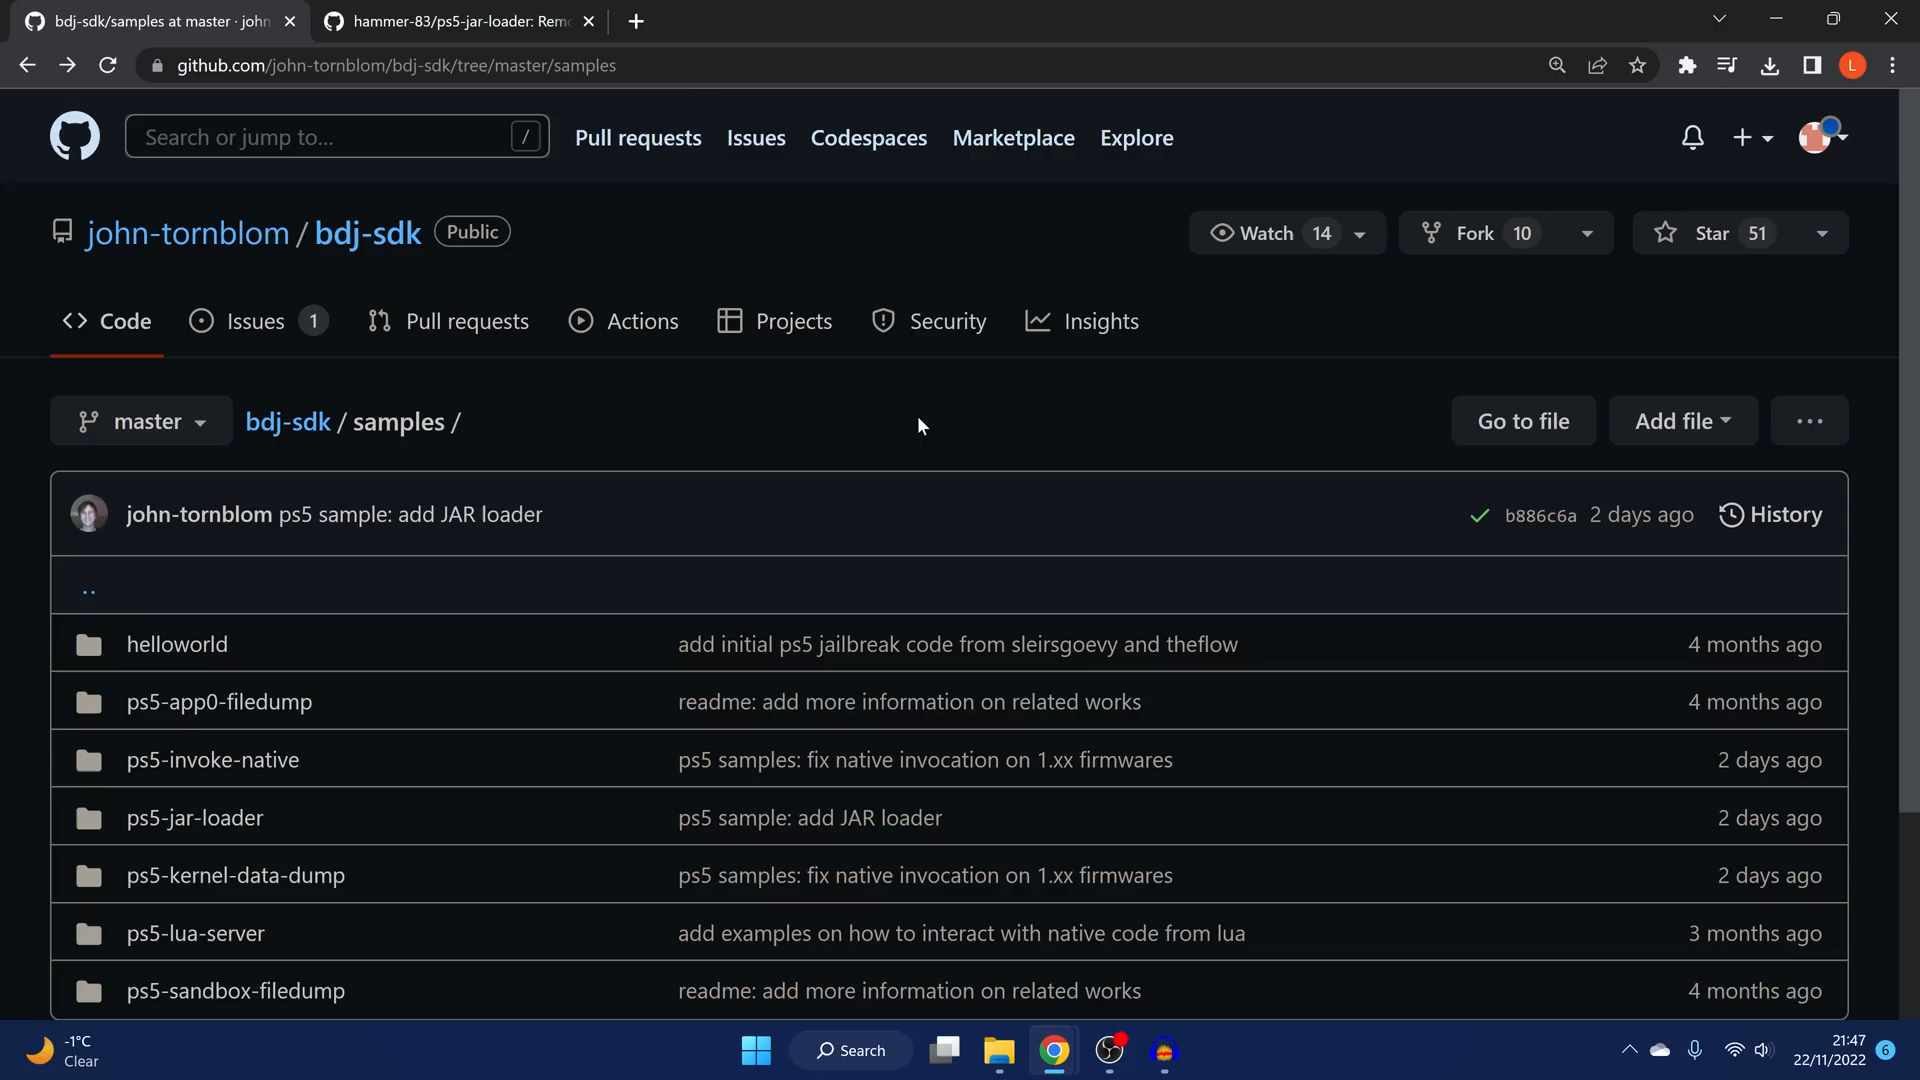 bdj-sdk/samples at master · john
hammer-83/ps5-jar-loader: Rem
github.com/john-tornblom/bdj-sdk/tree/master/samples
L
Search or jump to... /
Pull requests Issues Codespaces Marketplace Explore
john-tornblom / bdj-sdk Public
Watch 14 Fork 10 Star 51
Code Issues 1 Pull requests Actions Projects Security Insights
master bdj-sdk / samples / Go to file Add file ...
john-tornblom ps5 sample: add JAR loader b886c6a 2 days ago History
..
helloworld add initial ps5 jailbreak code from sleirsgoevy and theflow 4 months ago
ps5-app0-filedump readme: add more information on related works 4 months ago
ps5-invoke-native ps5 samples: fix native invocation on 1.xx firmwares 2 days ago
ps5-jar-loader ps5 sample: add JAR loader 2 days ago
ps5-kernel-data-dump ps5 samples: fix native invocation on 1.xx firmwares 2 days ago
ps5-lua-server add examples on how to interact with native code from lua 3 months ago
ps5-sandbox-filedump readme: add more information on related works 4 months ago
-1°C
Clear
Search
21:47
22/11/2022
6